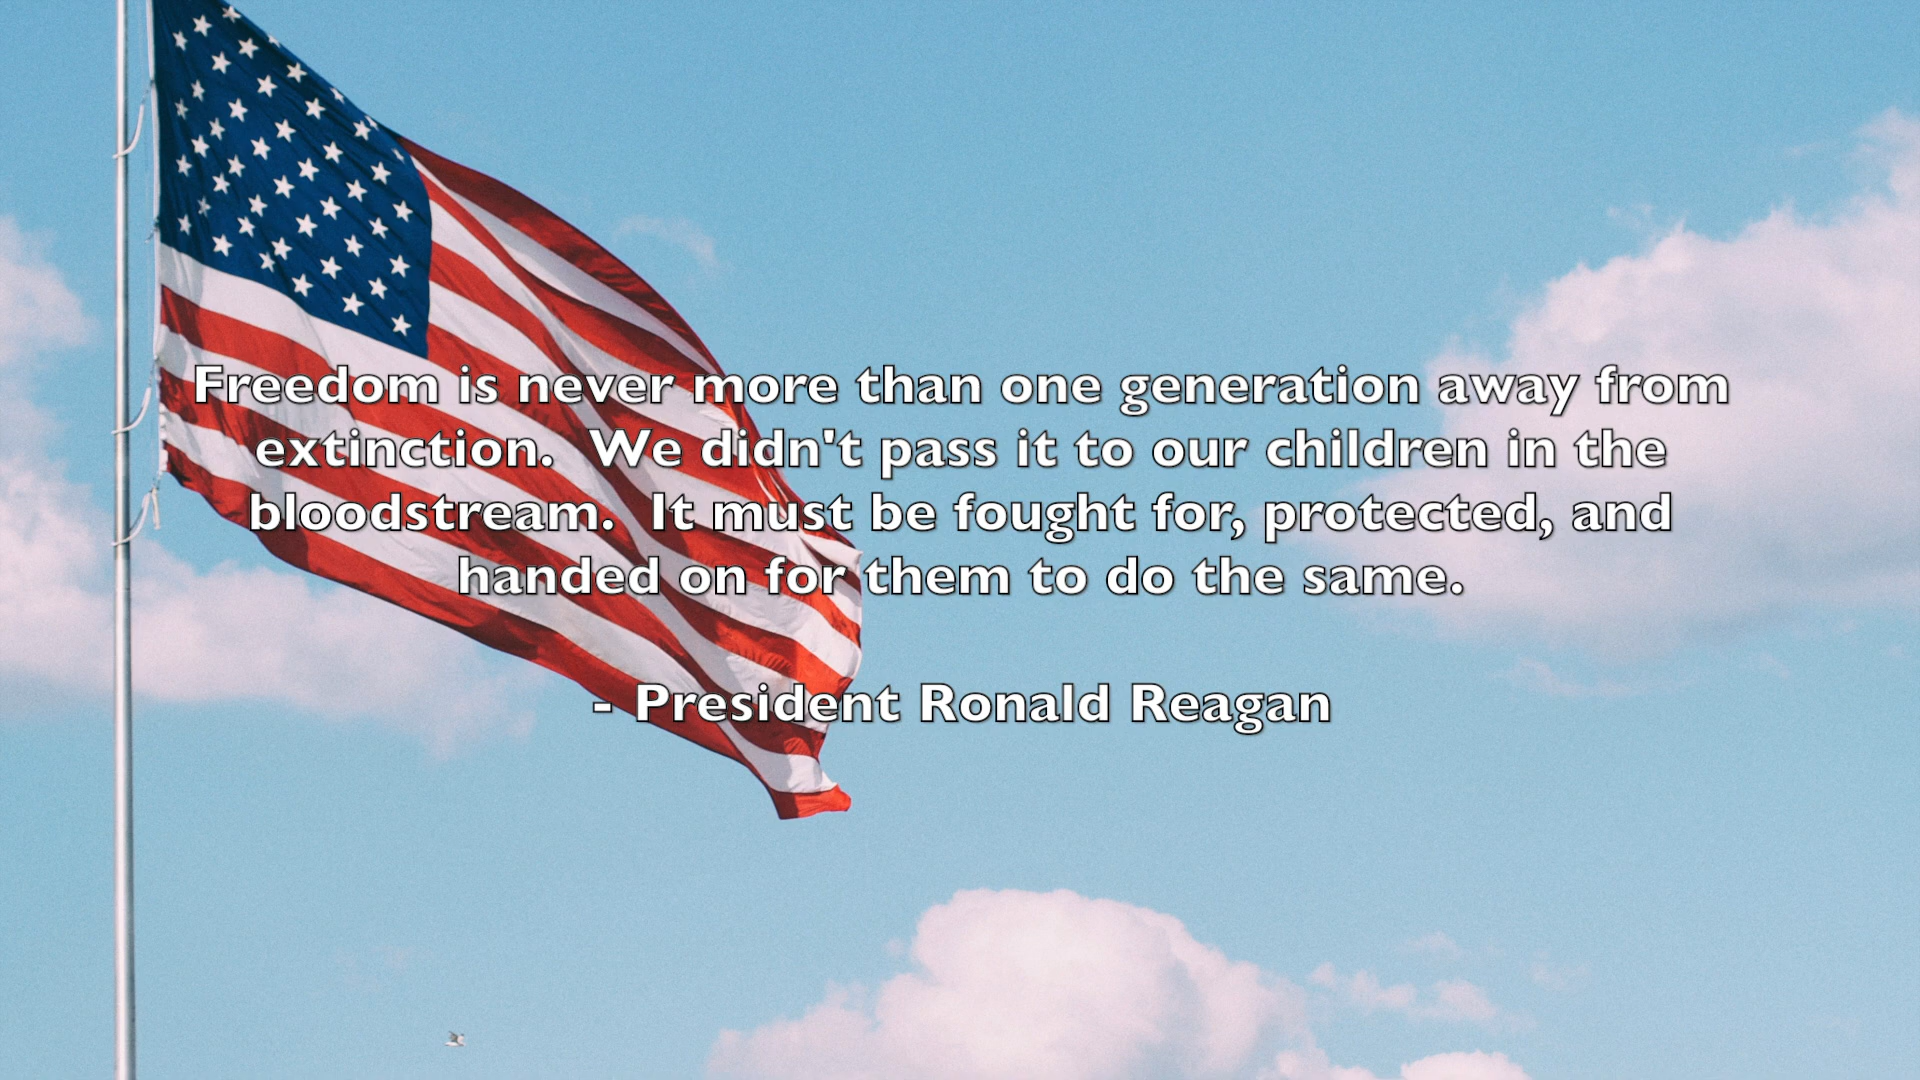 Freedom is never more than one generation away from
extinction.  We didn't pass it to our children in the
bloodstream.  It must be fought for, protected, and
handed on for them to do the same.
- President Ronald Reagan